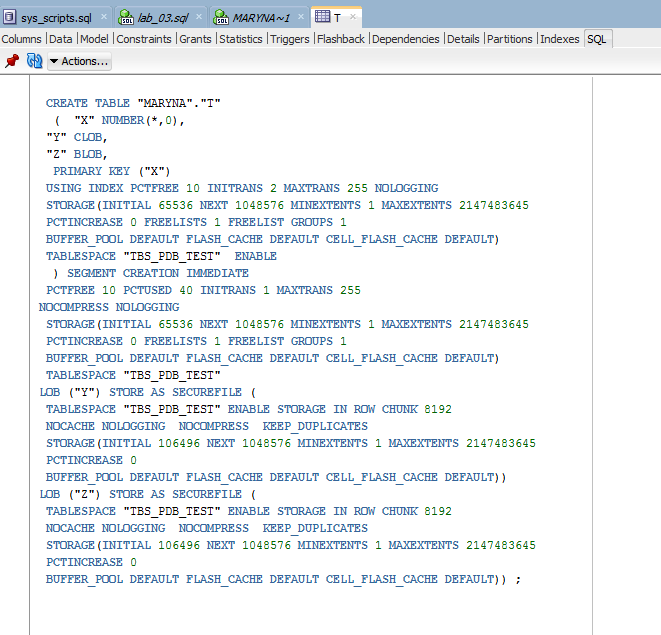 sys_scripts.sql lab_03.sql MARYNA~1 T
Columns Data Model Constraints Grants Statistics Triggers Flashback Dependencies Details Partitions Indexes SQL
Actions...
CREATE TABLE "MARYNA"."T"
( "X" NUMBER(*,0),
"Y" CLOB,
"Z" BLOB,
PRIMARY KEY ("X")
USING INDEX PCTFREE 10 INITRANS 2 MAXTRANS 255 NOLOGGING
STORAGE(INITIAL 65536 NEXT 1048576 MINEXTENTS 1 MAXEXTENTS 2147483645
PCTINCREASE 0 FREELISTS 1 FREELIST GROUPS 1
BUFFER_POOL DEFAULT FLASH_CACHE DEFAULT CELL_FLASH_CACHE DEFAULT)
TABLESPACE "TBS_PDB_TEST" ENABLE
) SEGMENT CREATION IMMEDIATE
PCTFREE 10 PCTUSED 40 INITRANS 1 MAXTRANS 255
NOCOMPRESS NOLOGGING
STORAGE(INITIAL 65536 NEXT 1048576 MINEXTENTS 1 MAXEXTENTS 2147483645
PCTINCREASE 0 FREELISTS 1 FREELIST GROUPS 1
BUFFER_POOL DEFAULT FLASH_CACHE DEFAULT CELL_FLASH_CACHE DEFAULT)
TABLESPACE "TBS_PDB_TEST"
LOB ("Y") STORE AS SECUREFILE (
TABLESPACE "TBS_PDB_TEST" ENABLE STORAGE IN ROW CHUNK 8192
NOCACHE NOLOGGING NOCOMPRESS KEEP_DUPLICATES
STORAGE(INITIAL 106496 NEXT 1048576 MINEXTENTS 1 MAXEXTENTS 2147483645
PCTINCREASE 0
BUFFER_POOL DEFAULT FLASH_CACHE DEFAULT CELL_FLASH_CACHE DEFAULT))
LOB ("Z") STORE AS SECUREFILE (
TABLESPACE "TBS_PDB_TEST" ENABLE STORAGE IN ROW CHUNK 8192
NOCACHE NOLOGGING NOCOMPRESS KEEP_DUPLICATES
STORAGE(INITIAL 106496 NEXT 1048576 MINEXTENTS 1 MAXEXTENTS 2147483645
PCTINCREASE 0
BUFFER_POOL DEFAULT FLASH_CACHE DEFAULT CELL_FLASH_CACHE DEFAULT)) ;